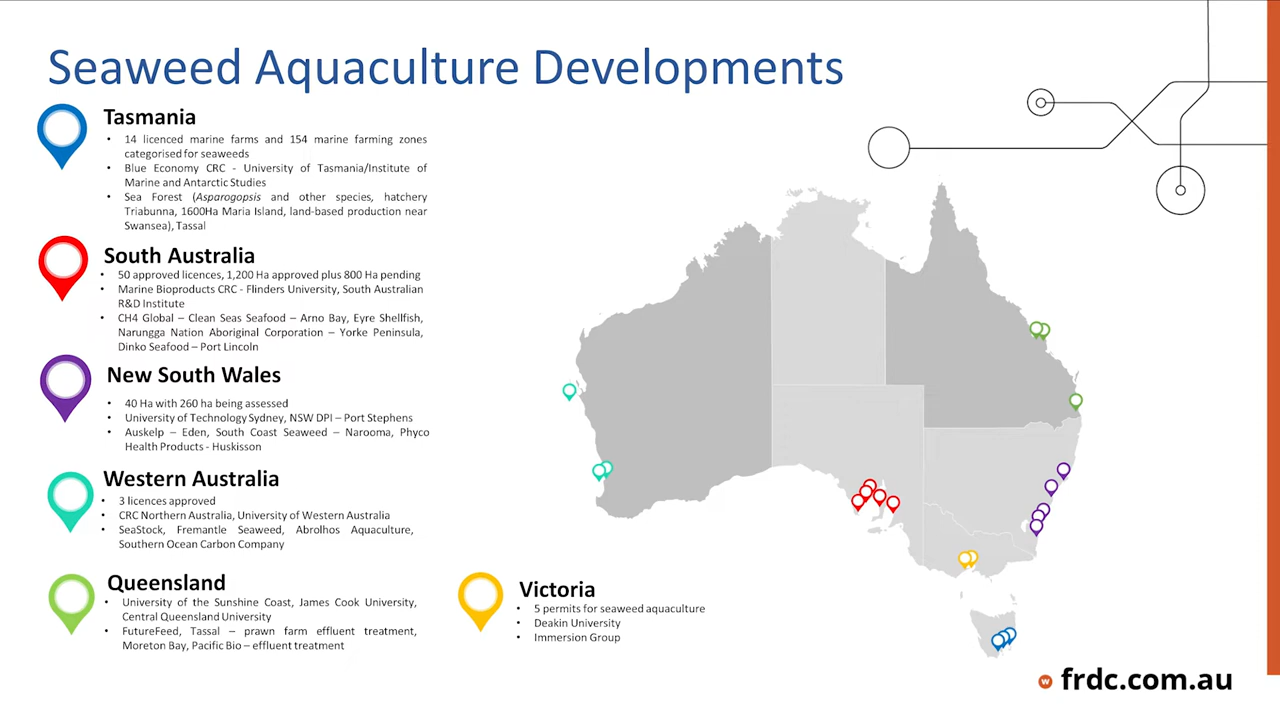 Seaweed Aquaculture Developments
Tasmania
• 14 licenced marine farms and 154 marine farming zones
categorised for seaweeds
• Blue Economy CRC - University of Tasmania/Institute of
Marine and Antarctic Studies
• Sea Forest (Asparogopsis and other species, hatchery
Triabunna, 1600Ha Maria Island, land-based production near
Swansea), Tassal
South Australia
• 50 approved licences, 1,200 Ha approved plus 800 Ha pending
• Marine Bioproducts CRC - Flinders University, South Australian
R&D Institute
• CH4 Global – Clean Seas Seafood – Arno Bay, Eyre Shellfish,
Narungga Nation Aboriginal Corporation – Yorke Peninsula,
Dinko Seafood – Port Lincoln
New South Wales
• 40 Ha with 260 ha being assessed
• University of Technology Sydney, NSW DPI – Port Stephens
• Auskelp – Eden, South Coast Seaweed – Narooma, Phyco
Health Products - Huskisson
Western Australia
• 3 licences approved
• CRC Northern Australia, University of Western Australia
• SeaStock, Fremantle Seaweed, Abrolhos Aquaculture,
Southern Ocean Carbon Company
Queensland
• University of the Sunshine Coast, James Cook University,
Central Queensland University
• FutureFeed, Tassal – prawn farm effluent treatment,
Moreton Bay, Pacific Bio – effluent treatment
Victoria
• 5 permits for seaweed aquaculture
• Deakin University
• Immersion Group
w frdc.com.au